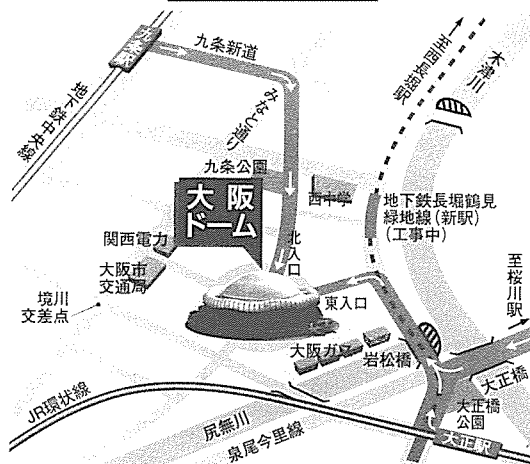 九条駅
九条新道
至西長堀駅
木津川
地下鉄中央線
みなと通り
九条公園
西中学
大阪
ドーム
地下鉄長堀鶴見
緑地線(新駅)
(工事中)
関西電力
北入口
大阪市
交通局
至桜川駅
境川
交差点
東入口
大阪ガス
岩松橋
大正橋
大正橋
公園
JR環状線
尻無川
泉尾今里線
大正駅